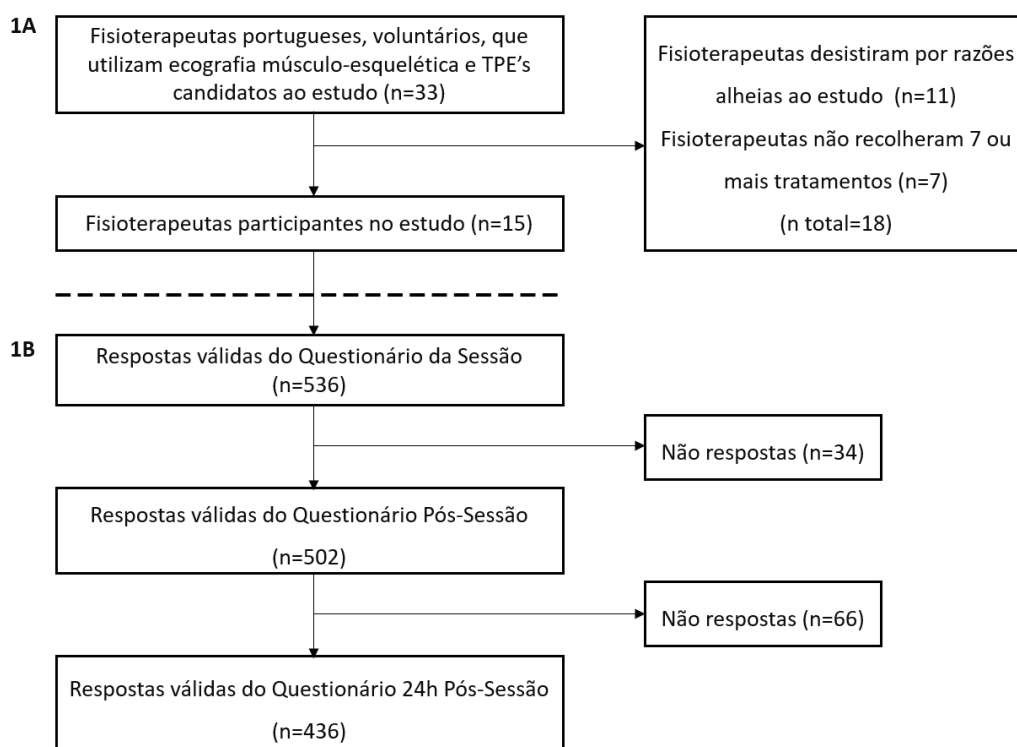 1A
Fisioterapeutas portugueses, voluntários, que
utilizam ecografia músculo-esquelética e TPE’s
candidatos ao estudo (n=33)
Fisioterapeutas desistiram por razões
alheias ao estudo (n=11)
Fisioterapeutas não recolheram 7 ou
mais tratamentos (n=7)
(n total=18)
Fisioterapeutas participantes no estudo (n=15)
1B
Respostas válidas do Questionário da Sessão
(n=536)
Não respostas (n=34)
Respostas válidas do Questionário Pós-Sessão
(n=502)
Não respostas (n=66)
Respostas válidas do Questionário 24h Pós-Sessão
(n=436)